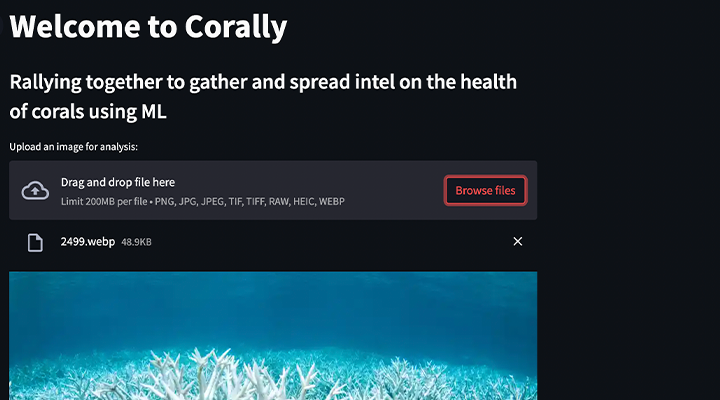 Welcome to Corally
Rallying together to gather and spread intel on the health
of corals using ML
Upload an image for analysis:
Drag and drop file here
Limit 200MB per file • PNG, JPG, JPEG, TIF, TIFF, RAW, HEIC, WEBP
Browse files
2499.webp 48.9KB